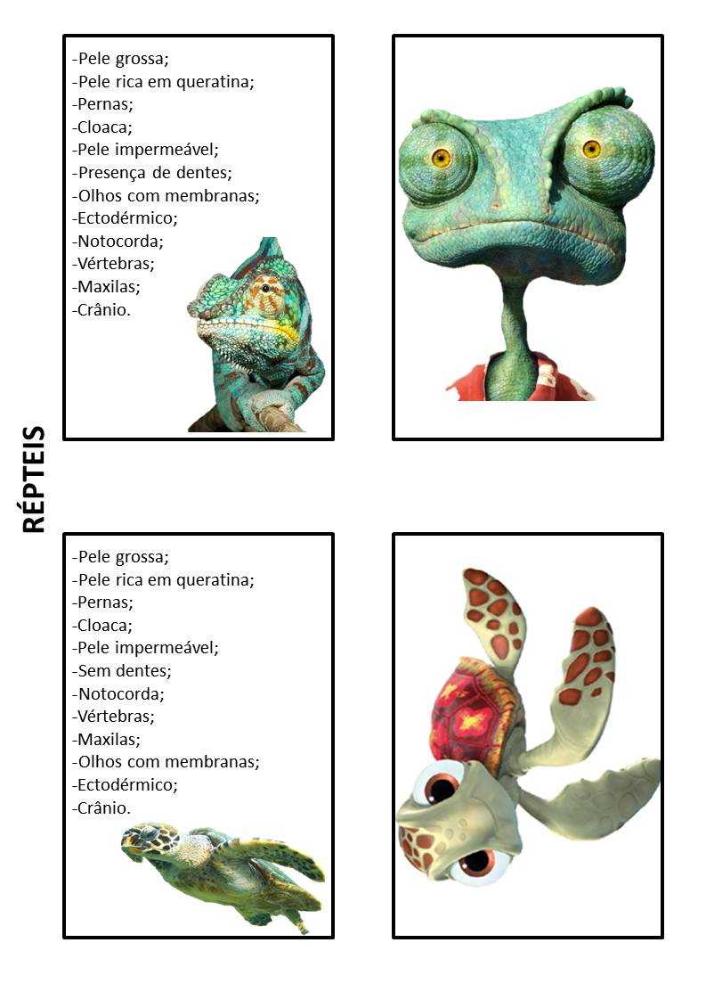 -Pele grossa;
-Pele rica em queratina;
-Pernas;
-Cloaca;
-Pele impermeável;
-Presença de dentes;
-Olhos com membranas;
-Ectodérmico;
-Notocorda;
-Vértebras;
-Maxilas;
-Crânio.
RÉPTEIS
-Pele grossa;
-Pele rica em queratina;
-Pernas;
-Cloaca;
-Pele impermeável;
-Sem dentes;
-Notocorda;
-Vértebras;
-Maxilas;
-Olhos com membranas;
-Ectodérmico;
-Crânio.